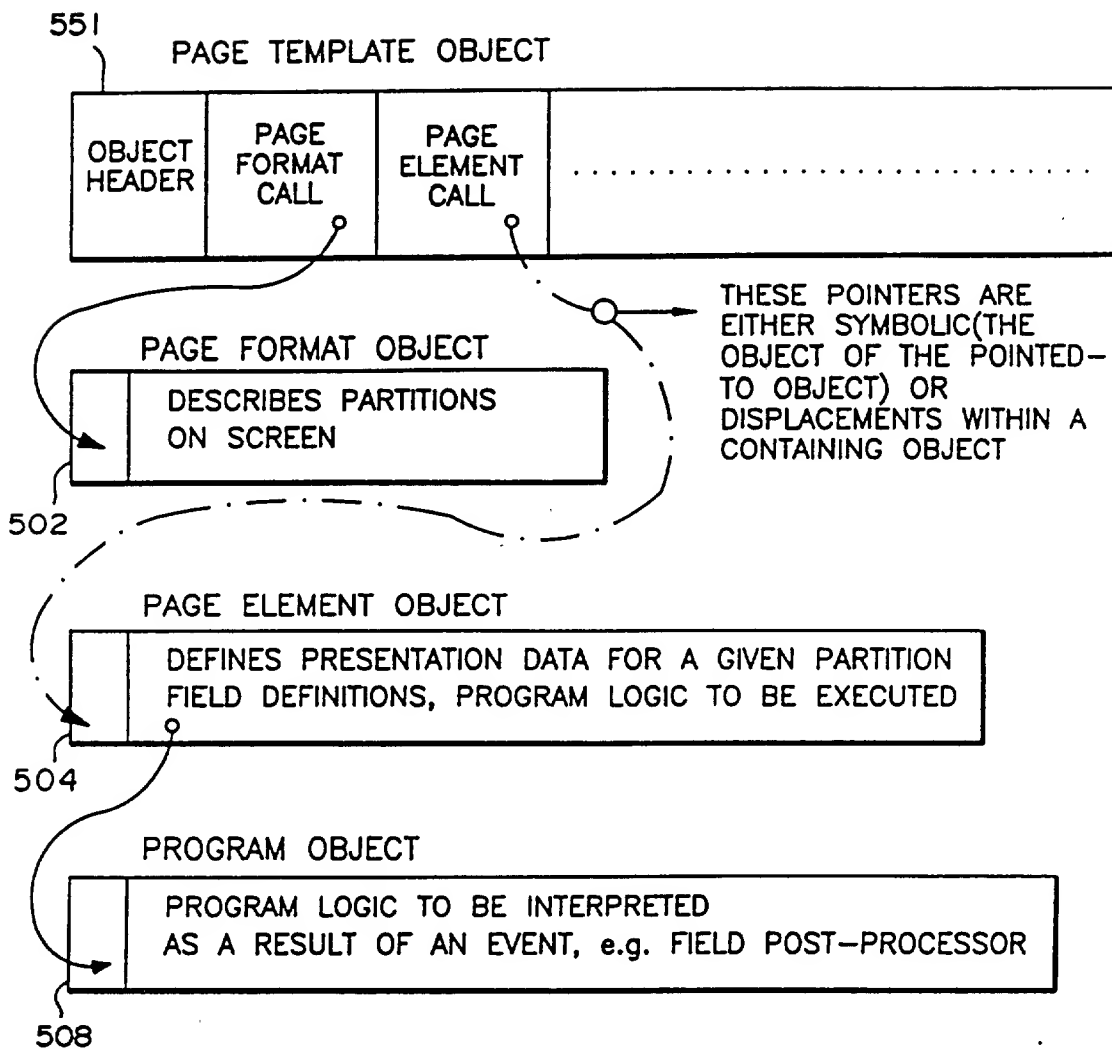 551
PAGE TEMPLATE OBJECT
OBJECT
HEADER
PAGE
FORMAT
CALL
PAGE
ELEMENT
CALL
THESE POINTERS ARE
EITHER SYMBOLIC(THE
OBJECT OF THE POINTED-
TO OBJECT) OR
DISPLACEMENTS WITHIN A
CONTAINING OBJECT
PAGE FORMAT OBJECT
DESCRIBES PARTITIONS
ON SCREEN
502
PAGE ELEMENT OBJECT
DEFINES PRESENTATION DATA FOR A GIVEN PARTITION
FIELD DEFINITIONS, PROGRAM LOGIC TO BE EXECUTED
504
PROGRAM OBJECT
PROGRAM LOGIC TO BE INTERPRETED
AS A RESULT OF AN EVENT, e.g. FIELD POST-PROCESSOR
508